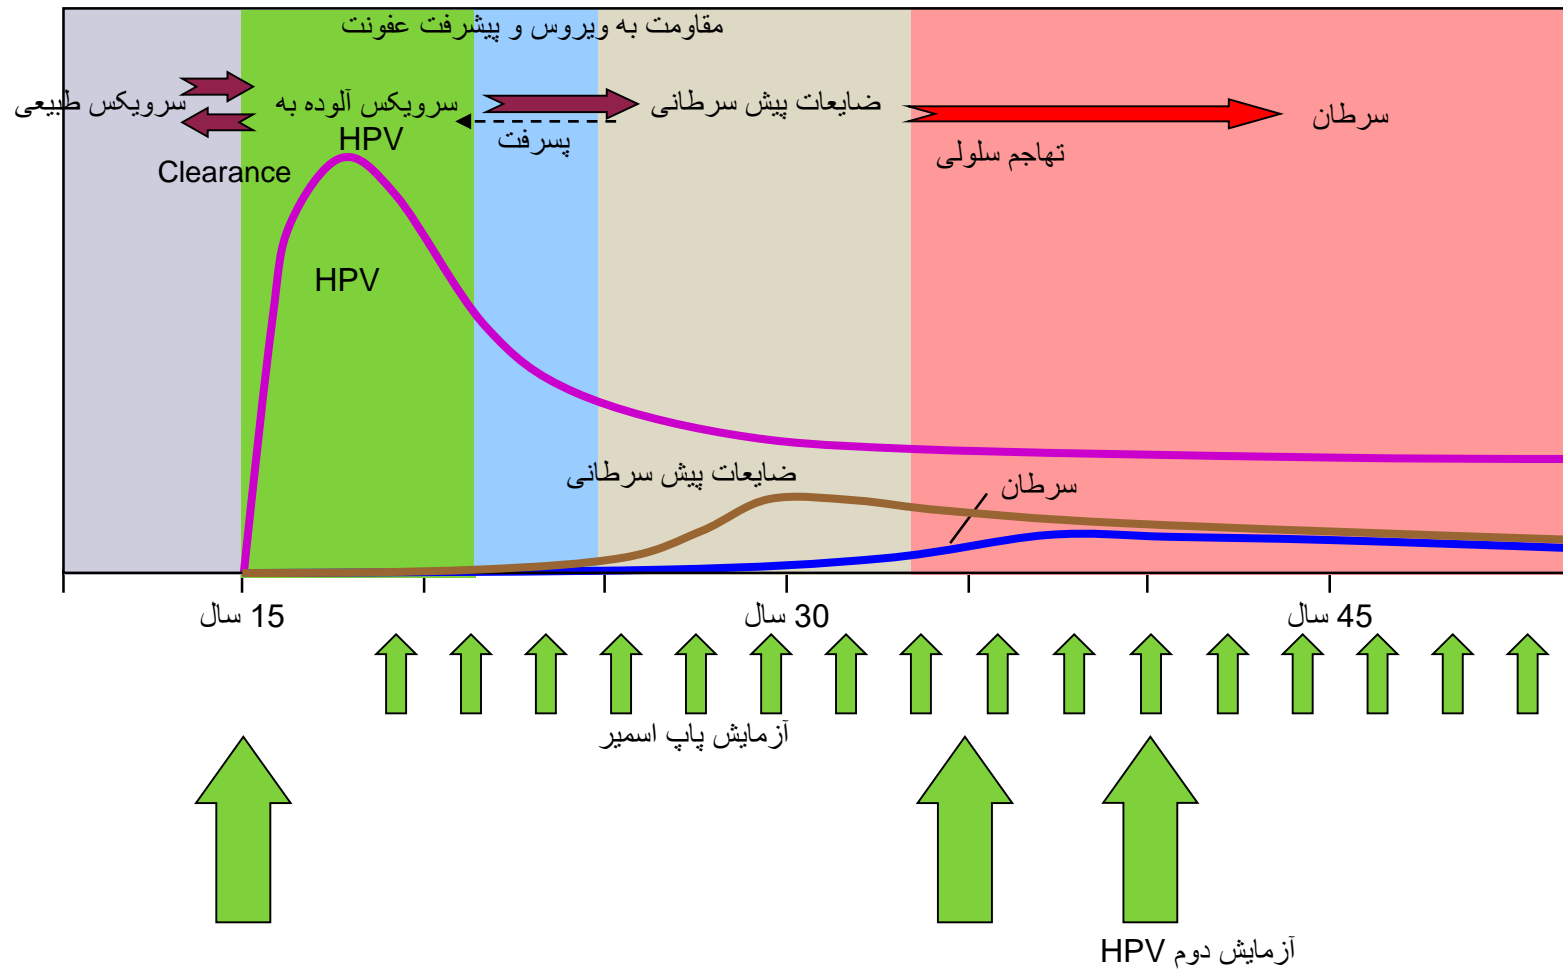 مقاومت به ویروس و پیشرفت عفونت
سرویکس طبیعی
سرویکس آلوده به
HPV
ضایعات پیش سرطانی
سرطان
Clearance
پسرفت
تهاجم سلولی
HPV
ضایعات پیش سرطانی
سرطان
15 سال
30 سال
45 سال
آزمایش پاپ اسمیر
آزمایش دوم HPV